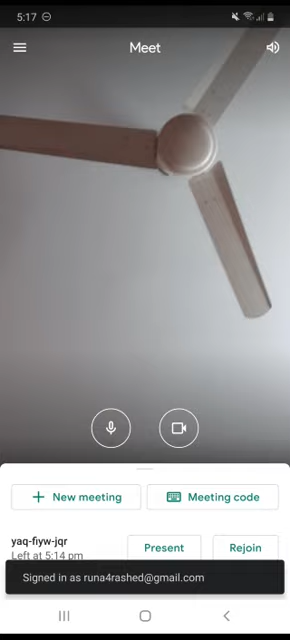 5:17
Meet
New meeting
Meeting code
yaq-fiyw-jqr
Left at 5:14 pm
Present
Rejoin
Signed in as runa4rashed@gmail.com